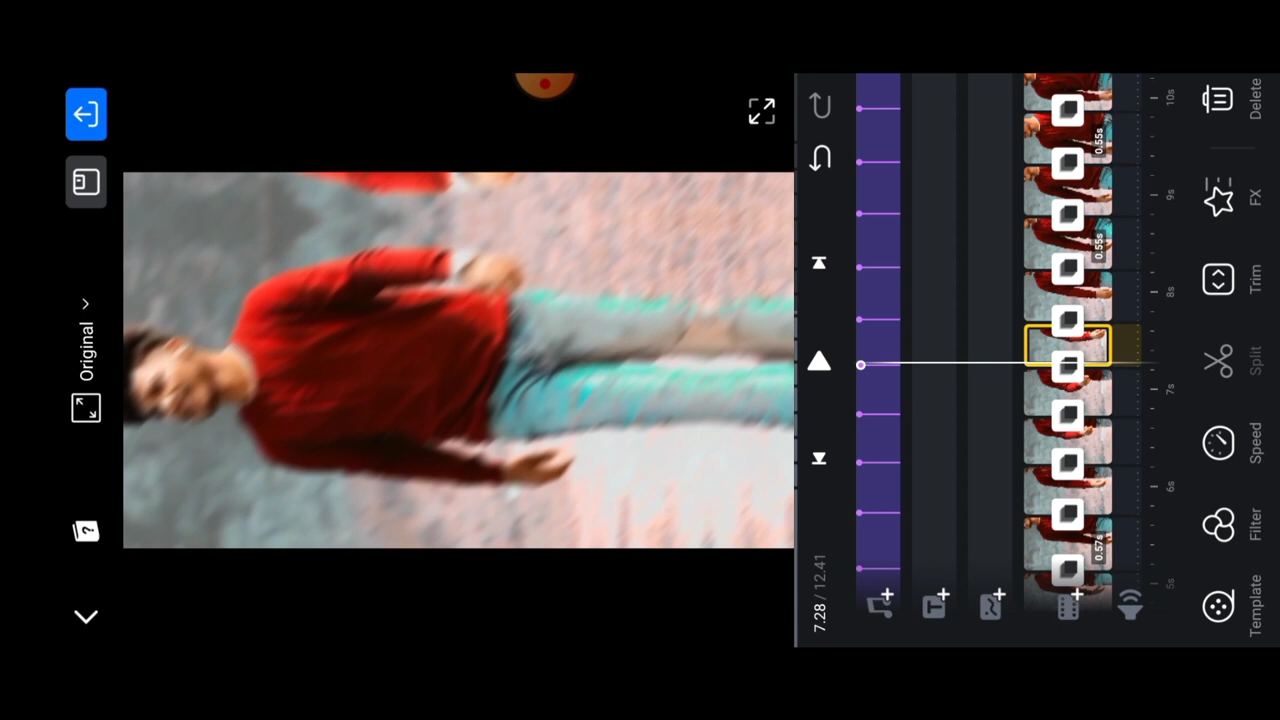 Original
?
7.28 / 12.41
T
0.57s
0.55s
0.55s
5s
6s
7s
8s
9s
10s
Template
Filter
Speed
Split
Trim
FX
Delete